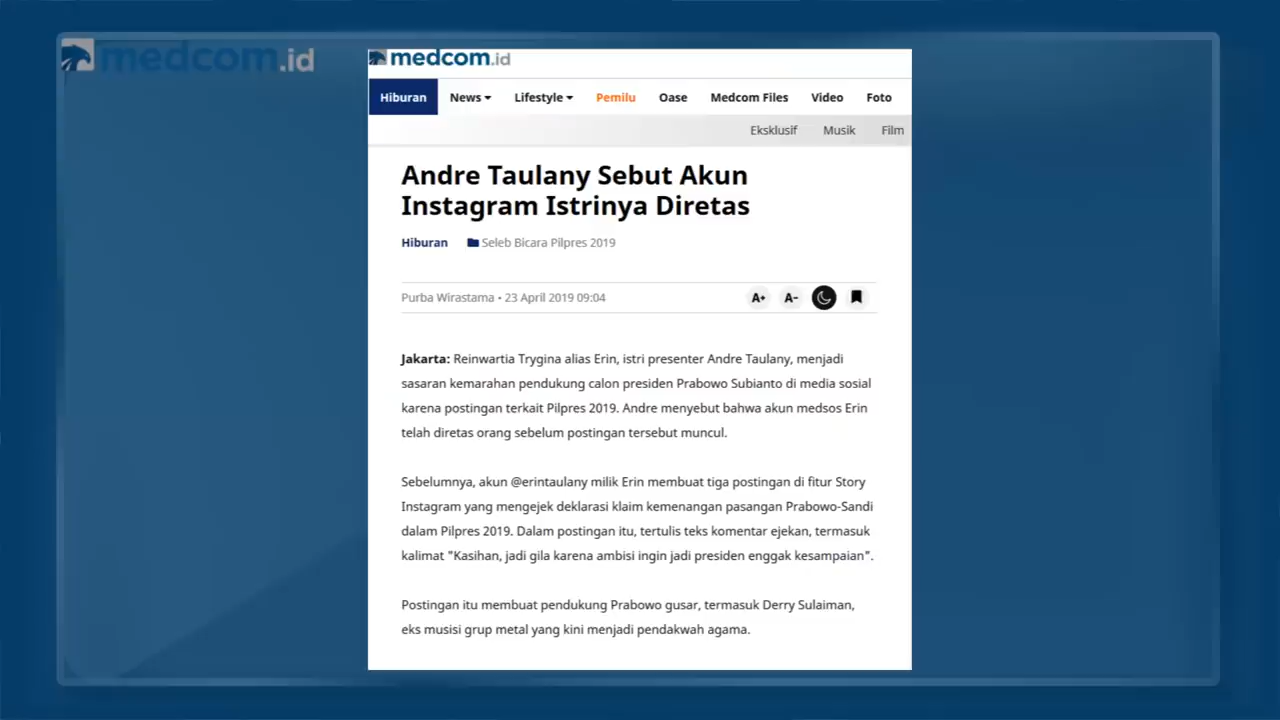 medcom.id
medcom.id
Hiburan News Lifestyle Pemilu Oase Medcom Files Video Foto
Eksklusif Musik Film
Andre Taulany Sebut Akun
Instagram Istrinya Diretas
Hiburan Seleb Bicara Pilpres 2019
Purba Wirastama • 23 April 2019 09:04 A+ A-
Jakarta: Reinwartia Trygina alias Erin, istri presenter Andre Taulany, menjadi
sasaran kemarahan pendukung calon presiden Prabowo Subianto di media sosial
karena postingan terkait Pilpres 2019. Andre menyebut bahwa akun medsos Erin
telah diretas orang sebelum postingan tersebut muncul.
Sebelumnya, akun @erintaulany milik Erin membuat tiga postingan di fitur Story
Instagram yang mengejek deklarasi klaim kemenangan pasangan Prabowo-Sandi
dalam Pilpres 2019. Dalam postingan itu, tertulis teks komentar ejekan, termasuk
kalimat "Kasihan, jadi gila karena ambisi ingin jadi presiden enggak kesampaian".
Postingan itu membuat pendukung Prabowo gusar, termasuk Derry Sulaiman,
eks musisi grup metal yang kini menjadi pendakwah agama.